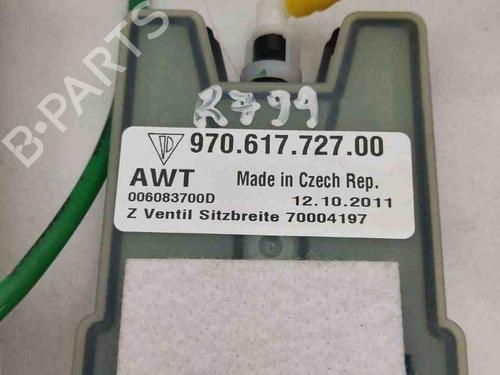 B-PARTS
R799
970.617.727.00
AWT Made in Czech Rep.
006083700D 12.10.2011
Z Ventil Sitzbreite 70004197